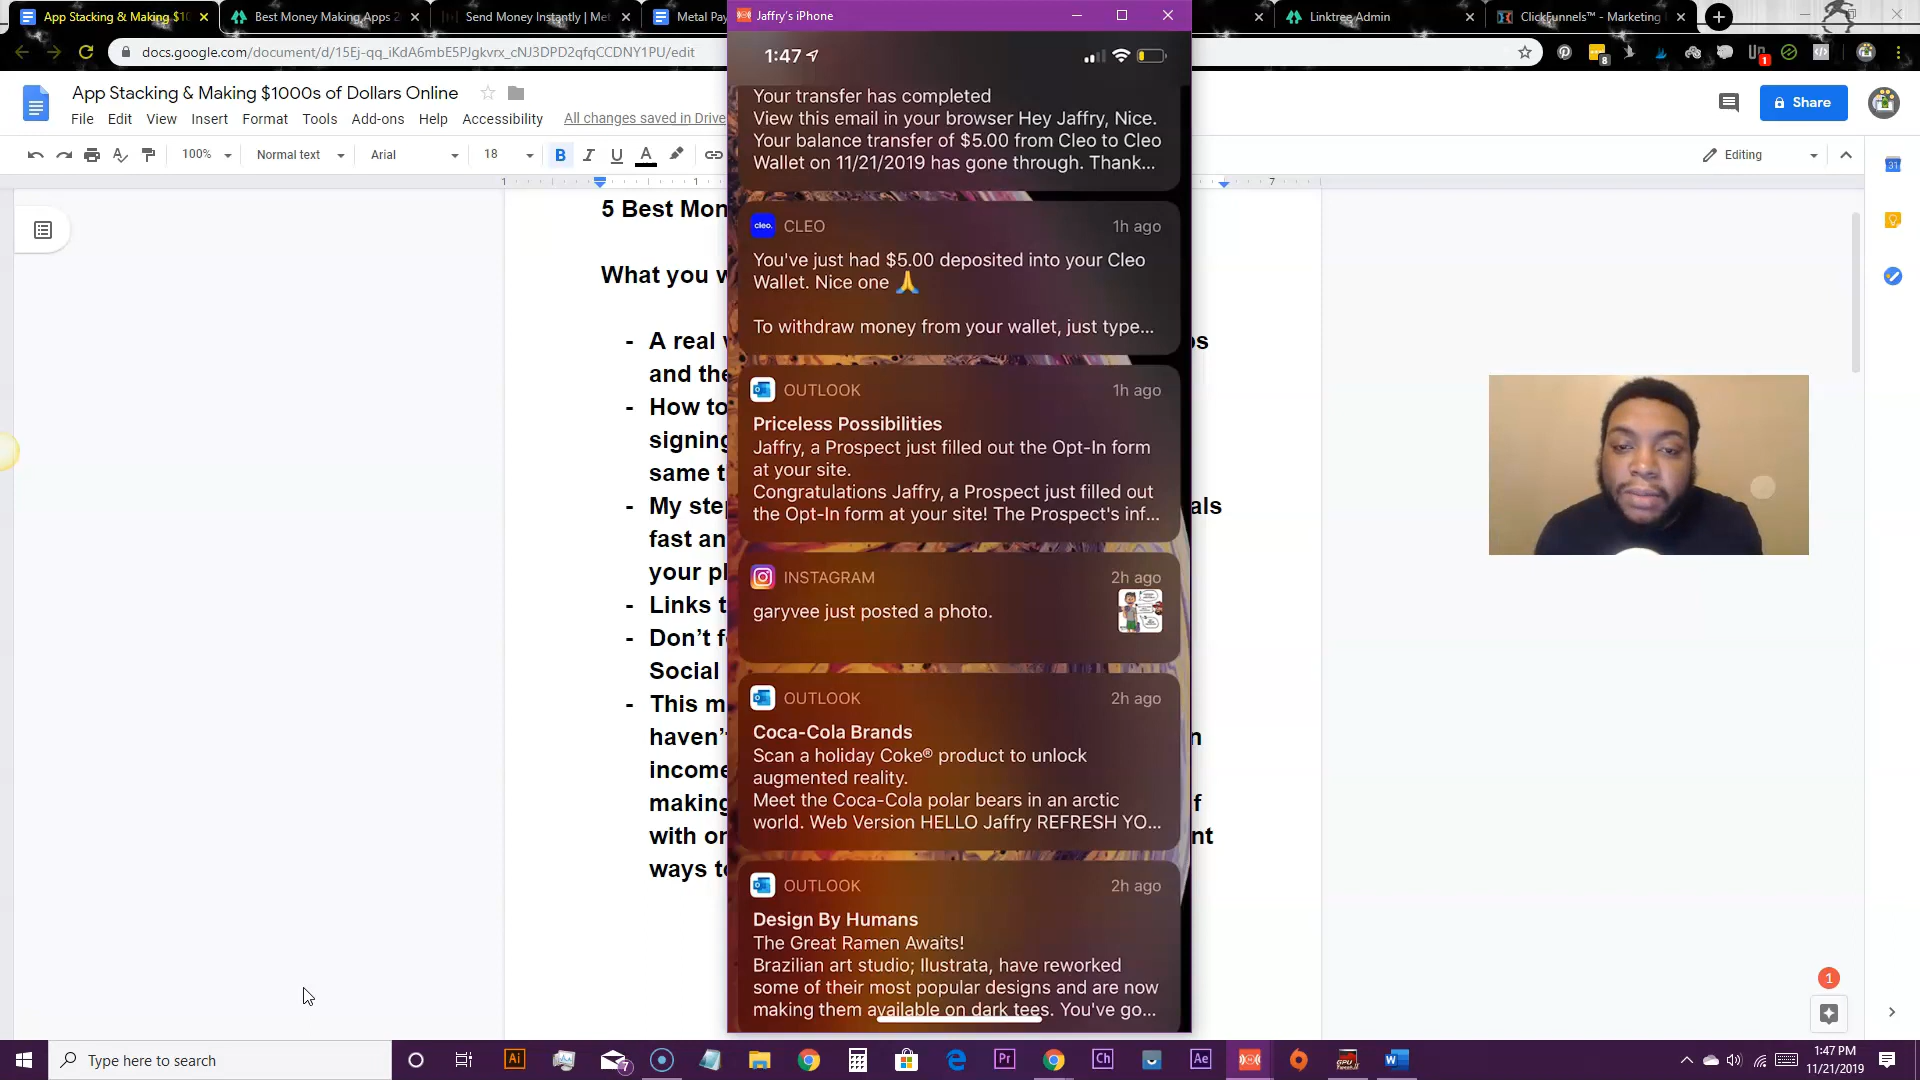 App Stacking & Making $10
Best Money Making Apps 2
Send Money Instantly | Met
Metal Pay
Jaffry's iPhone
Linktree Admin
ClickFunnels™ - Marketing
docs.google.com/document/d/15Ej-qq_iKdA6mbE5PJgkvrx_cNJ3DPD2qfqCCDNY1PU/edit
App Stacking & Making $1000s of Dollars Online
File Edit View Insert Format Tools Add-ons Help Accessibility All changes saved in Drive
Share
100% Normal text Arial 18 B I U A
Editing
1 1 7
5 Best Mon
What you w
- A real
and the
- How to
signing
same t
- My ste
als
fast an
your pl
- Links t
- Don't f
Social
- This m
haven'
income
making
with or
ways to
1:47
Your transfer has completed
View this email in your browser Hey Jaffry, Nice.
Your balance transfer of $5.00 from Cleo to Cleo
Wallet on 11/21/2019 has gone through. Thank...
cleo. CLEO 1h ago
You've just had $5.00 deposited into your Cleo
Wallet. Nice one 🙏
To withdraw money from your wallet, just type...
OUTLOOK 1h ago
Priceless Possibilities
Jaffry, a Prospect just filled out the Opt-In form
at your site.
Congratulations Jaffry, a Prospect just filled out
the Opt-In form at your site! The Prospect's inf...
INSTAGRAM 2h ago
garyvee just posted a photo.
OUTLOOK 2h ago
Coca-Cola Brands
Scan a holiday Coke® product to unlock
augmented reality.
Meet the Coca-Cola polar bears in an arctic
world. Web Version HELLO Jaffry REFRESH YO...
OUTLOOK 2h ago
Design By Humans
The Great Ramen Awaits!
Brazilian art studio; Ilustrata, have reworked
some of their most popular designs and are now
making them available on dark tees. You've go...
1
Type here to search
Ai
7
Pr
Ch
Ae
1:47 PM
11/21/2019